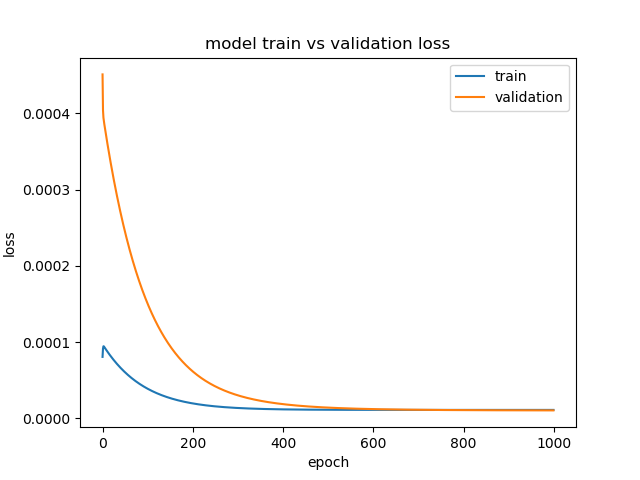 model train vs validation loss
train
validation
0.0004
0.0003
0.0002
0.0001
0.0000
loss
0 200 400 600 800 1000
epoch